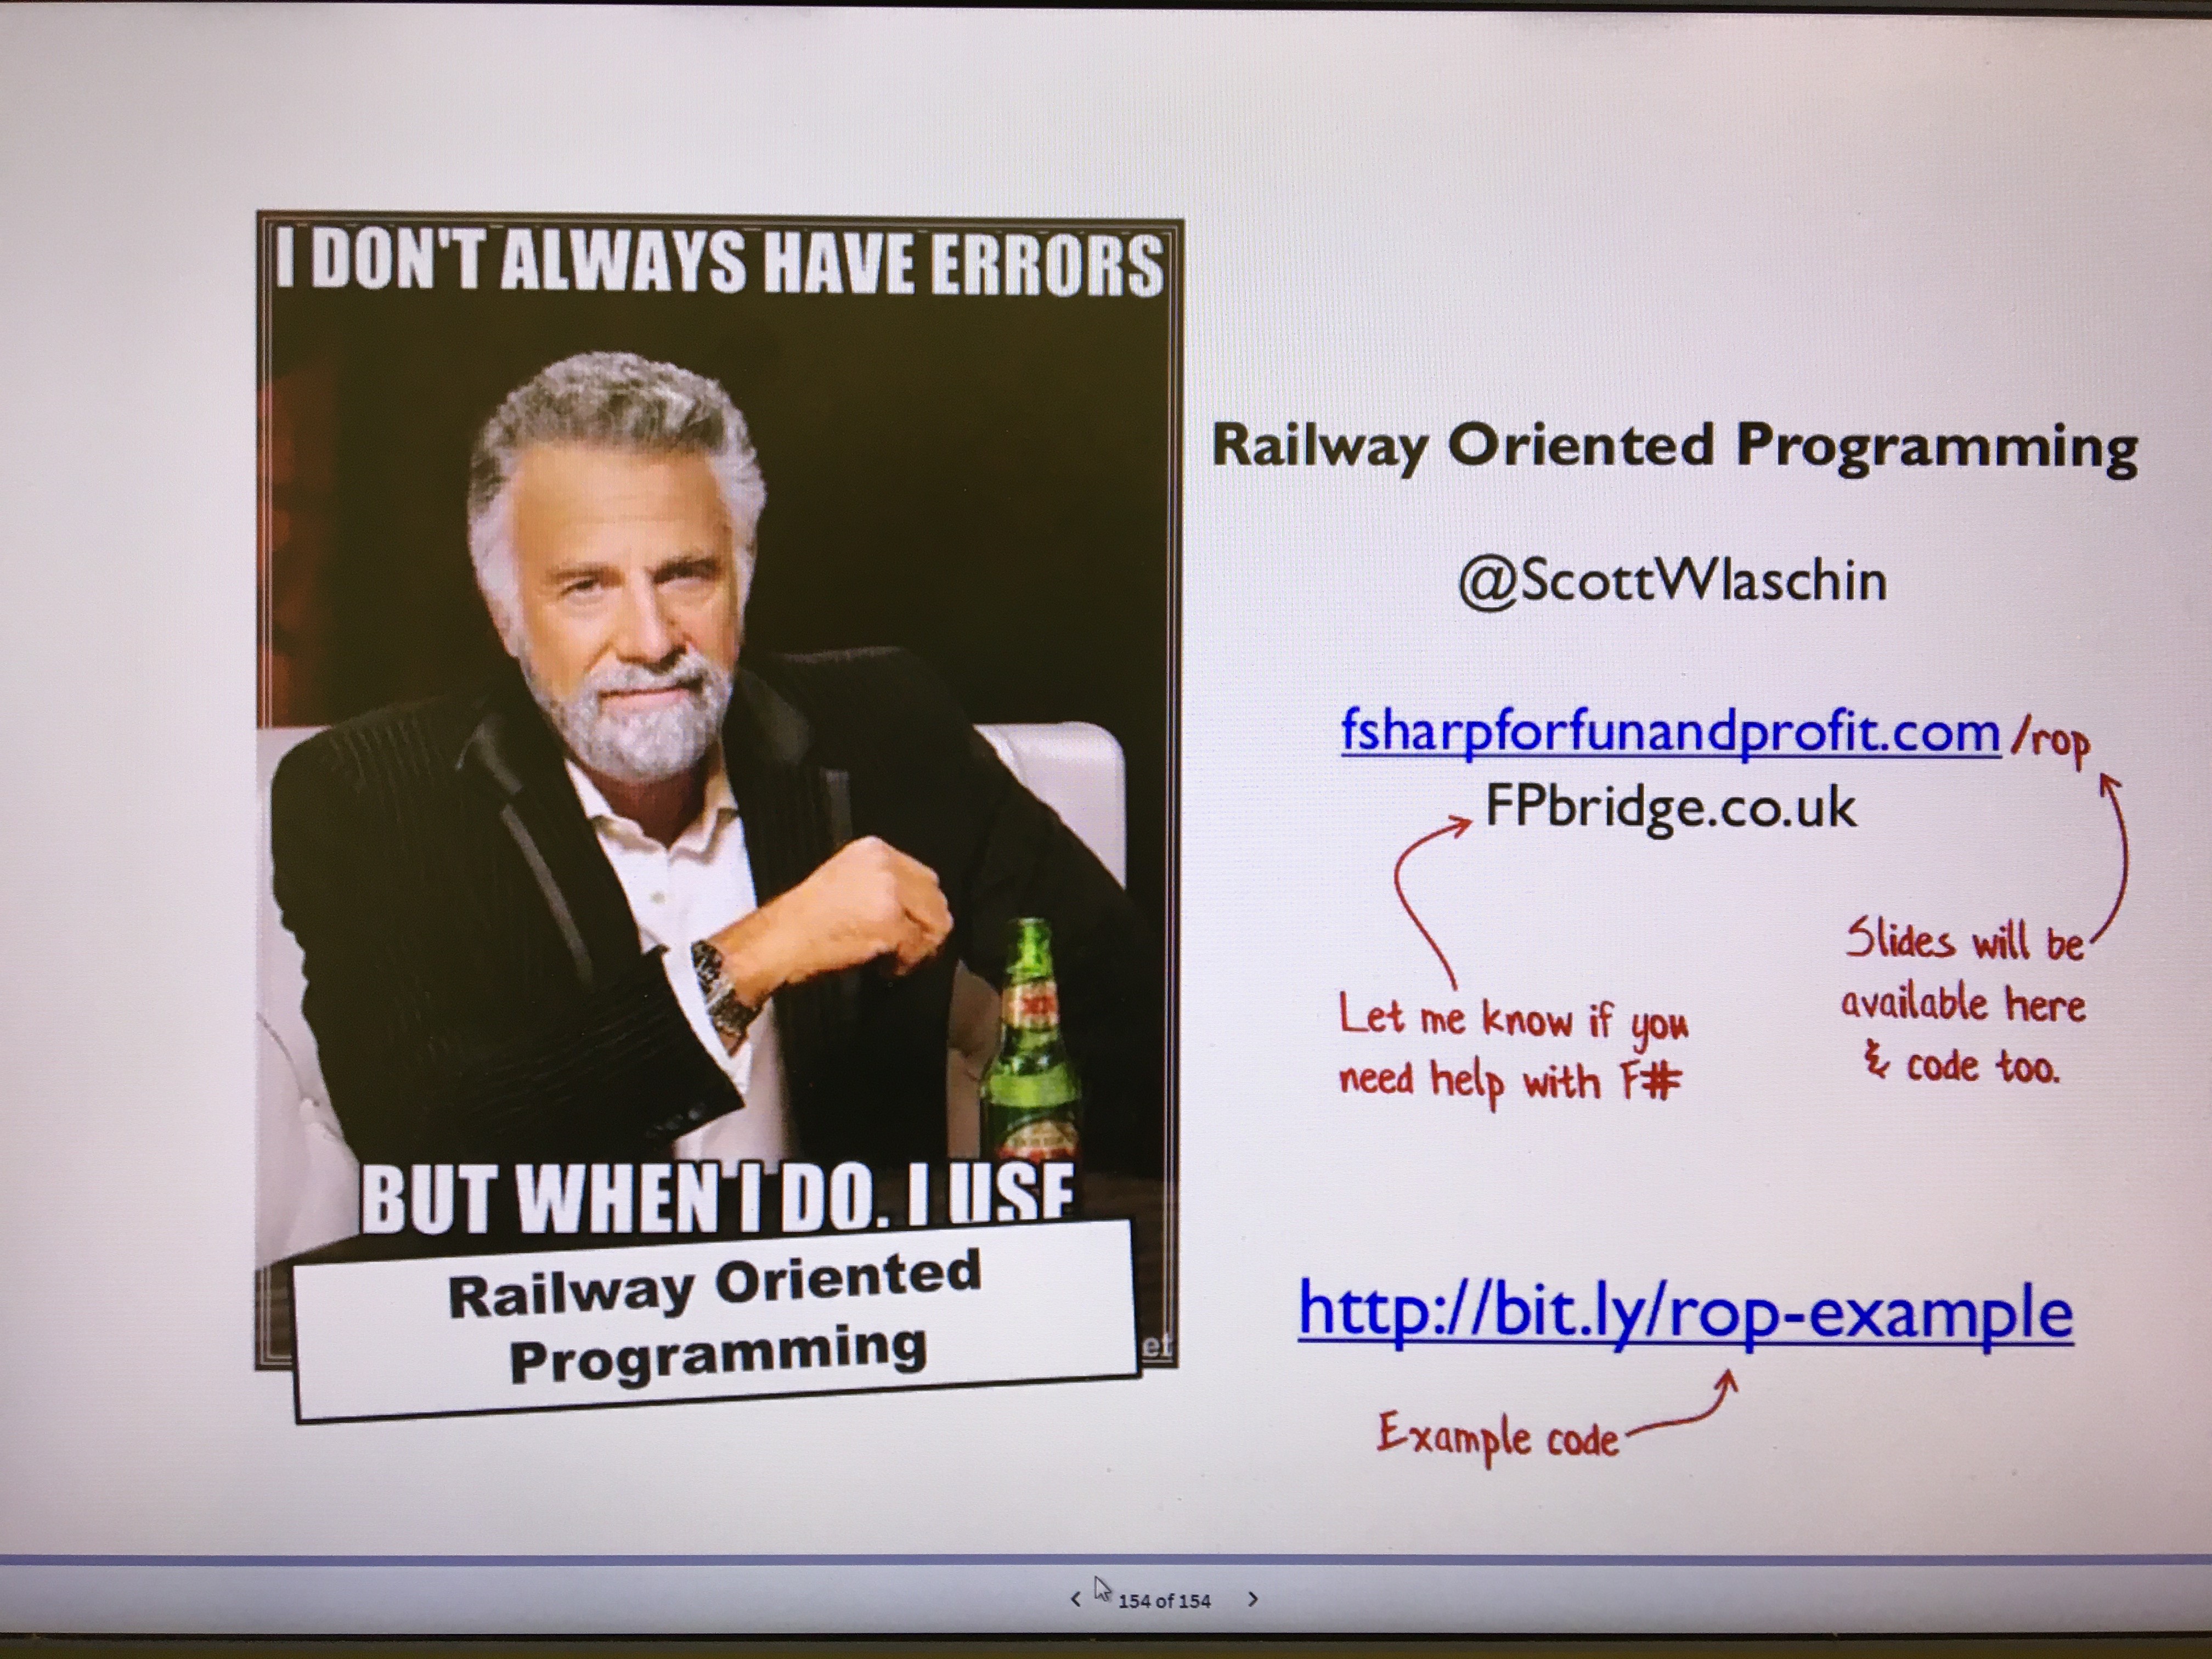 I DON'T ALWAYS HAVE ERRORS
BUT WHEN I DO, I USE
Railway Oriented
Programming
et
XX
Railway Oriented Programming
@ScottWlaschin
fsharpforfunandprofit.com /rop
FPbridge.co.uk
Slides will be
available here
& code too.
Let me know if you
need help with F#
http://bit.ly/rop-example
Example code
< 154 of 154 >